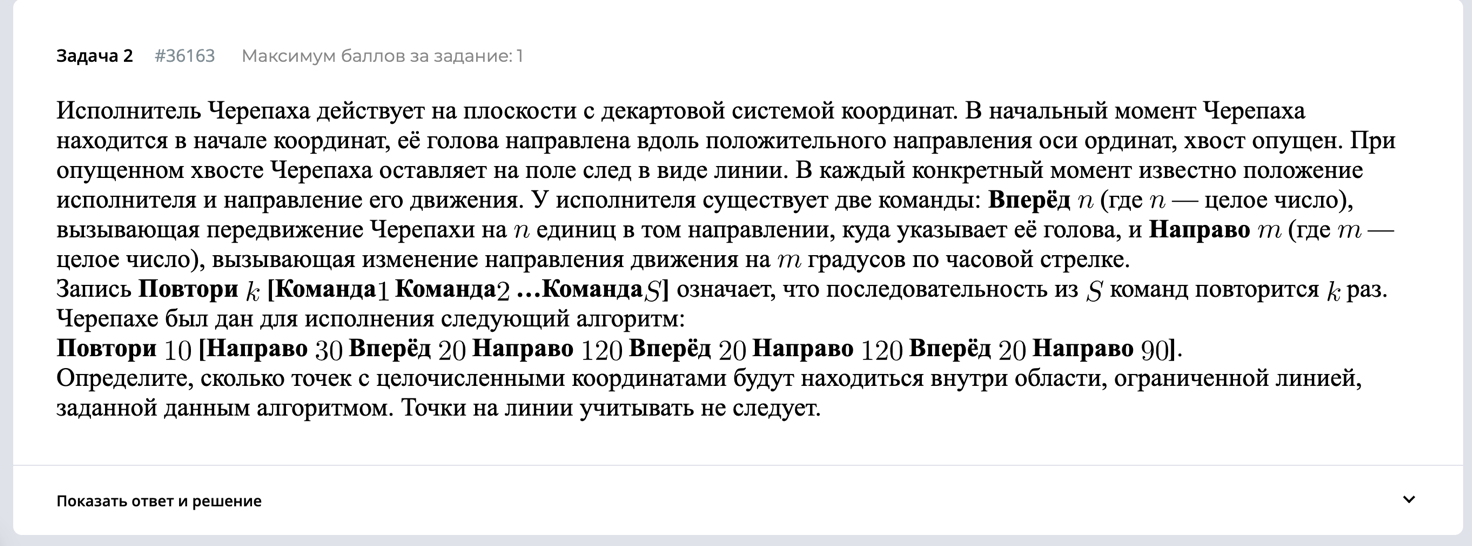 Задача 2 #36163 Максимум баллов за задание: 1
Исполнитель Черепаха действует на плоскости с декартовой системой координат. В начальный момент Черепаха
находится в начале координат, её голова направлена вдоль положительного направления оси ординат, хвост опущен. При
опущенном хвосте Черепаха оставляет на поле след в виде линии. В каждый конкретный момент известно положение
исполнителя и направление его движения. У исполнителя существует две команды: Вперёд n (где n — целое число),
вызывающая передвижение Черепахи на n единиц в том направлении, куда указывает её голова, и Направо m (где m —
целое число), вызывающая изменение направления движения на m градусов по часовой стрелке.
Запись Повтори k [Команда1 Команда2 …КомандаS] означает, что последовательность из S команд повторится k раз.
Черепахе был дан для исполнения следующий алгоритм:
Повтори 10 [Направо 30 Вперёд 20 Направо 120 Вперёд 20 Направо 120 Вперёд 20 Направо 90].
Определите, сколько точек с целочисленными координатами будут находиться внутри области, ограниченной линией,
заданной данным алгоритмом. Точки на линии учитывать не следует.
Показать ответ и решение